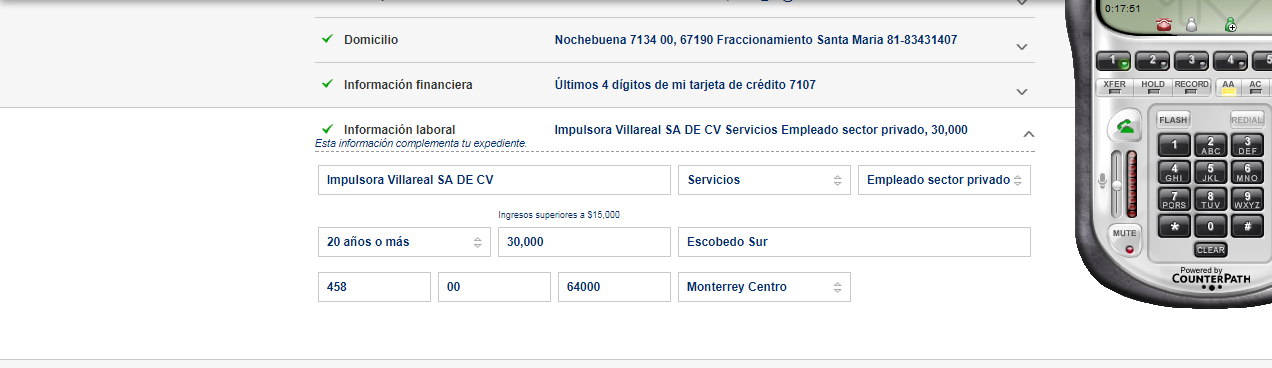 0:17:51
Domicilio Nochebuena 7134 00, 67190 Fraccionamiento Santa Maria 81-83431407
Información financiera Últimos 4 dígitos de mi tarjeta de crédito 7107
Información laboral Impulsora Villareal SA DE CV Servicios Empleado sector privado, 30,000
Esta información complementa tu expediente.
Impulsora Villareal SA DE CV Servicios Empleado sector privado
Ingresos superiores a $15,000
20 años o más 30,000 Escobedo Sur
458 00 64000 Monterrey Centro
1 2 3 4 5
XFER HOLD RECORD AA AC
FLASH REDIAL
1 2 ABC 3 DEF
4 GHI 5 JKL 6 MNO
7 PQRS 8 TUV 9 WXYZ
* 0 #
MUTE
CLEAR
Powered by
COUNTERPATH